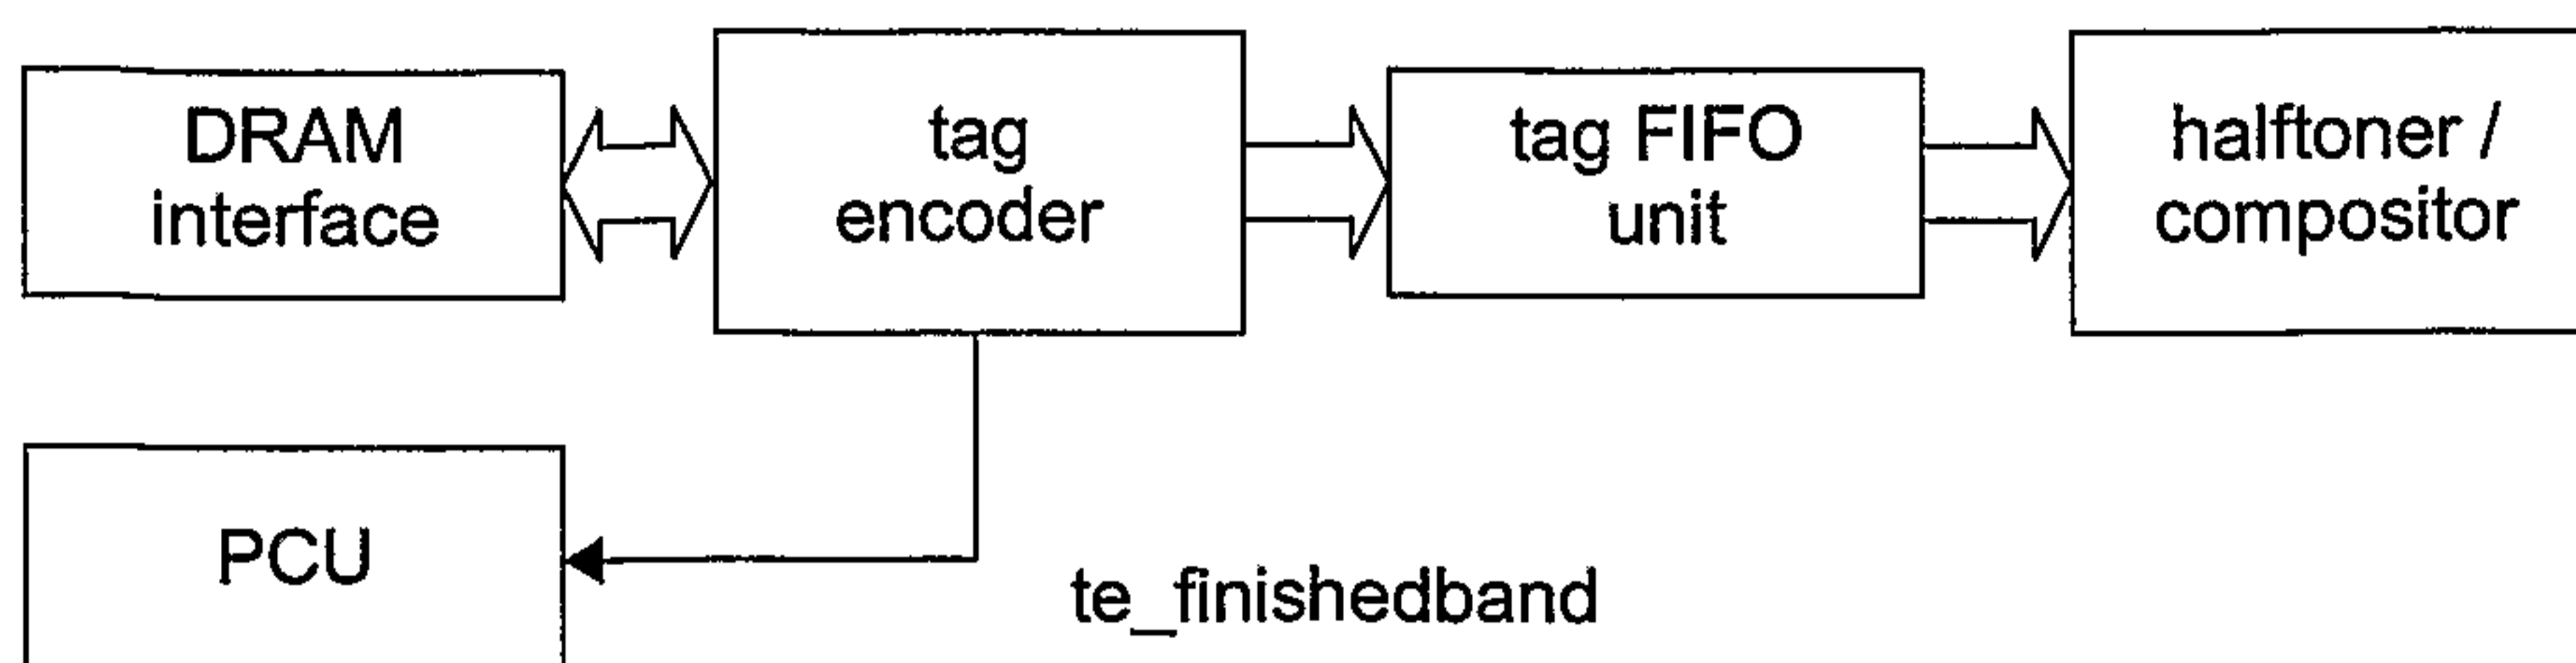 DRAM
interface
tag
encoder
tag FIFO
unit
halftoner /
compositor
PCU
te_finishedband